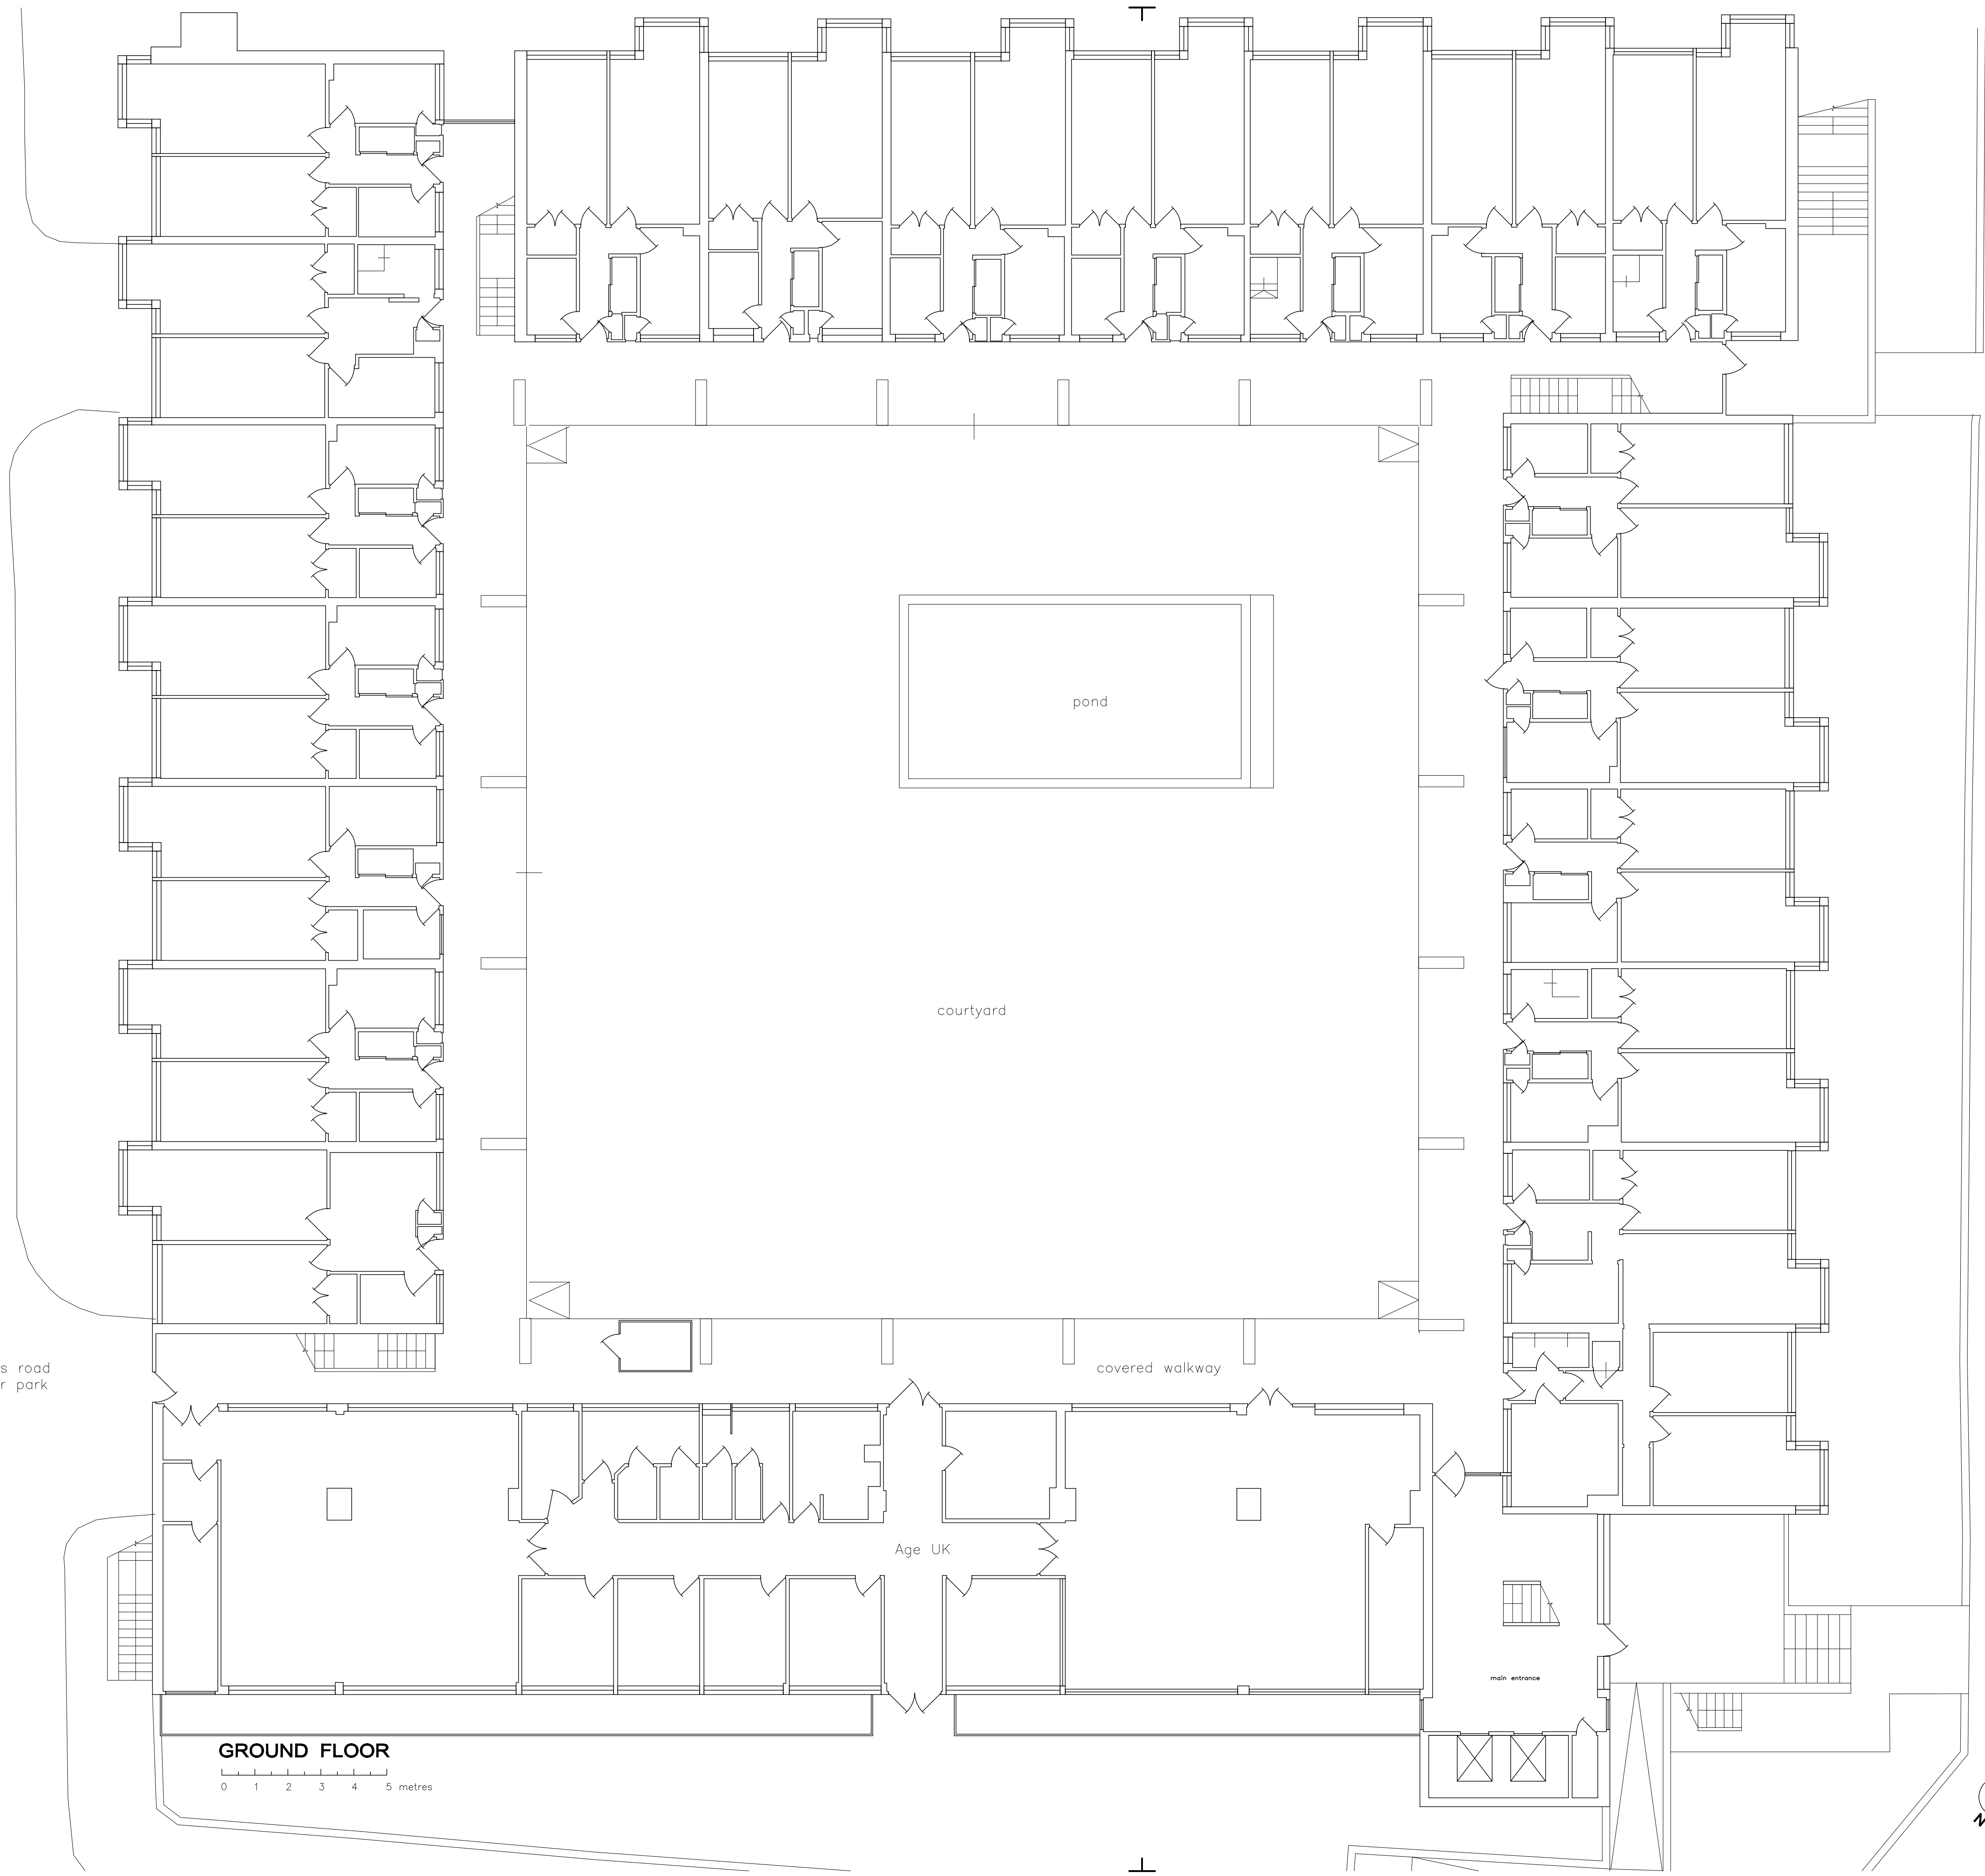 pond
courtyard
s road
r park
covered walkway
Age UK
main entrance
GROUND FLOOR
0 1 2 3 4 5 metres